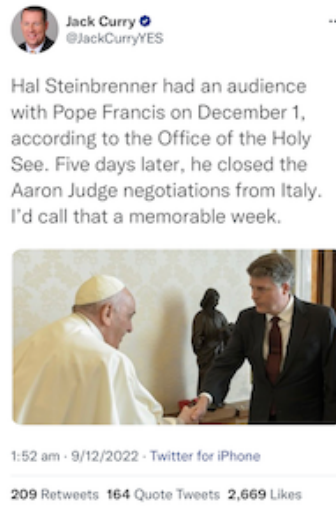 Jack Curry
@JackCurryYES
Hal Steinbrenner had an audience
with Pope Francis on December 1,
according to the Office of the Holy
See. Five days later, he closed the
Aaron Judge negotiations from Italy.
I'd call that a memorable week.
1:52 am · 9/12/2022 · Twitter for iPhone
209 Retweets 164 Quote Tweets 2,669 Likes